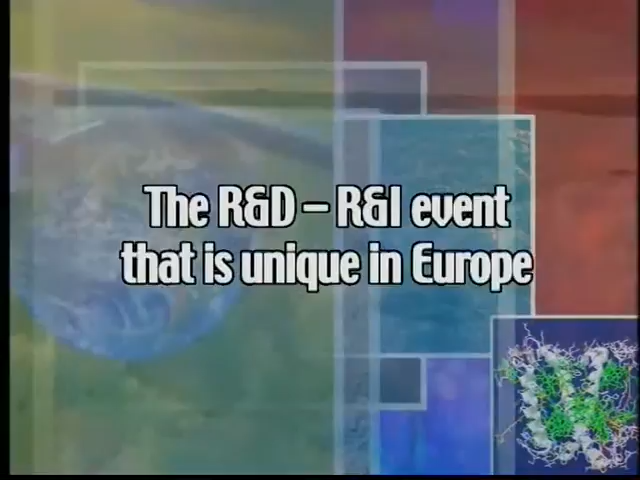 The R&D – R&I event
that is unique in Europe